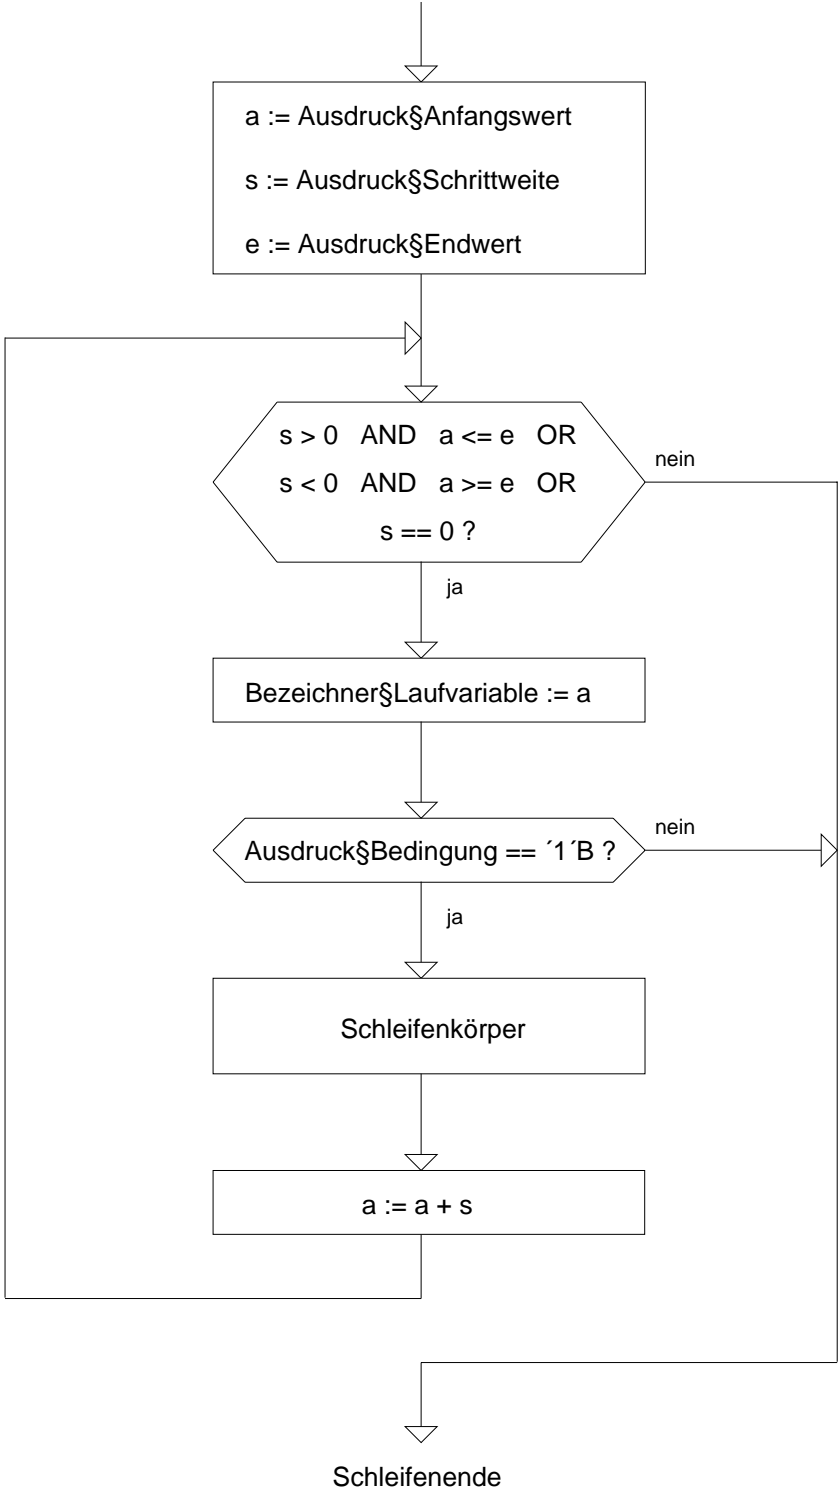 a := Ausdruck§Anfangswert
s := Ausdruck§Schrittweite
e := Ausdruck§Endwert
s > 0 AND a <= e OR
s < 0 AND a >= e OR
s == 0 ?
nein
ja
Bezeichner§Laufvariable := a
Ausdruck§Bedingung == ´1´B ?
nein
ja
Schleifenkörper
a := a + s
Schleifenende